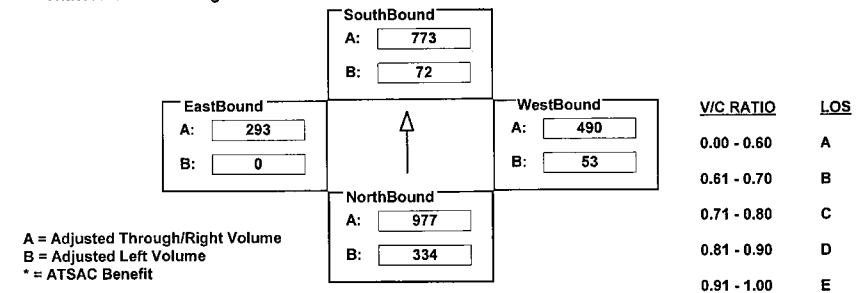 SouthBound
A: 773
B: 72
EastBound
A: 293
B: 0
WestBound
A: 490
B: 53
NorthBound
A: 977
B: 334
A = Adjusted Through/Right Volume
B = Adjusted Left Volume
* = ATSAC Benefit
V/C RATIO LOS
0.00 - 0.60 A
0.61 - 0.70 B
0.71 - 0.80 C
0.81 - 0.90 D
0.91 - 1.00 E